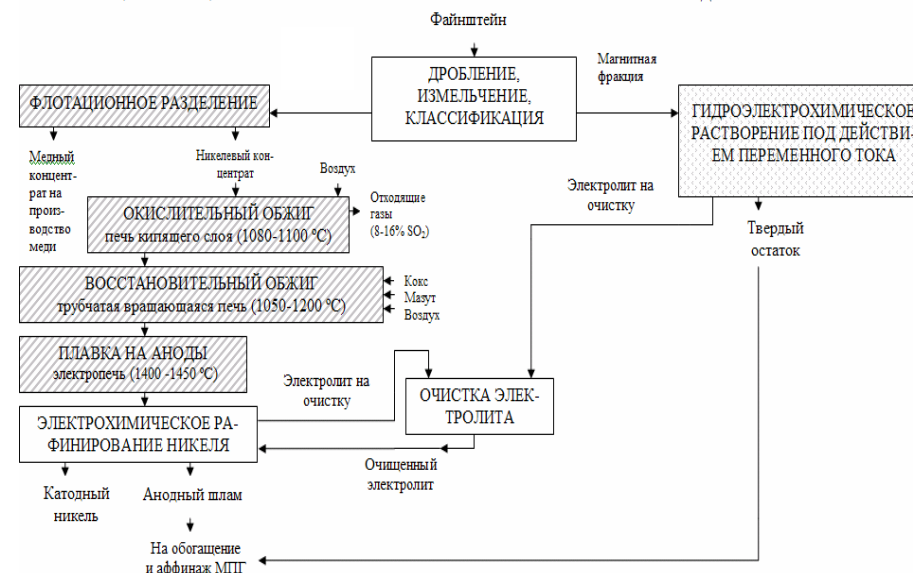 Файнштейн
ДРОБЛЕНИЕ,
ИЗМЕЛЬЧЕНИЕ,
КЛАССИФИКАЦИЯ
Магнитная
фракция
ФЛОТАЦИОННОЕ РАЗДЕЛЕНИЕ
ГИДРОЭЛЕКТРОХИМИЧЕСКОЕ
РАСТВОРЕНИЕ ПОД ДЕЙСТВИ-
ЕМ ПЕРЕМЕННОГО ТОКА
Медный
концент-
рат на
произ-
водство
меди
Никелевый кон-
центрат
Воздух
ОКИСЛИТЕЛЬНЫЙ ОБЖИГ
печь кипящего слоя (1080-1100 ºС)
Отходящие
газы
(8-16% SO₂)
Электролит на
очистку
Твердый
остаток
ВОССТАНОВИТЕЛЬНЫЙ ОБЖИГ
трубчатая вращающаяся печь (1050-1200 ºС)
Кокс
Мазут
Воздух
ПЛАВКА НА АНОДЫ
электропечь (1400 -1450 ºС)
Электролит на
очистку
ОЧИСТКА ЭЛЕК-
ТРОЛИТА
ЭЛЕКТРОХИМИЧЕСКОЕ РА-
ФИНИРОВАНИЕ НИКЕЛЯ
Очищенный
электролит
Катодный
никель
Анодный шлам
На обогащение
и аффинаж МПГ